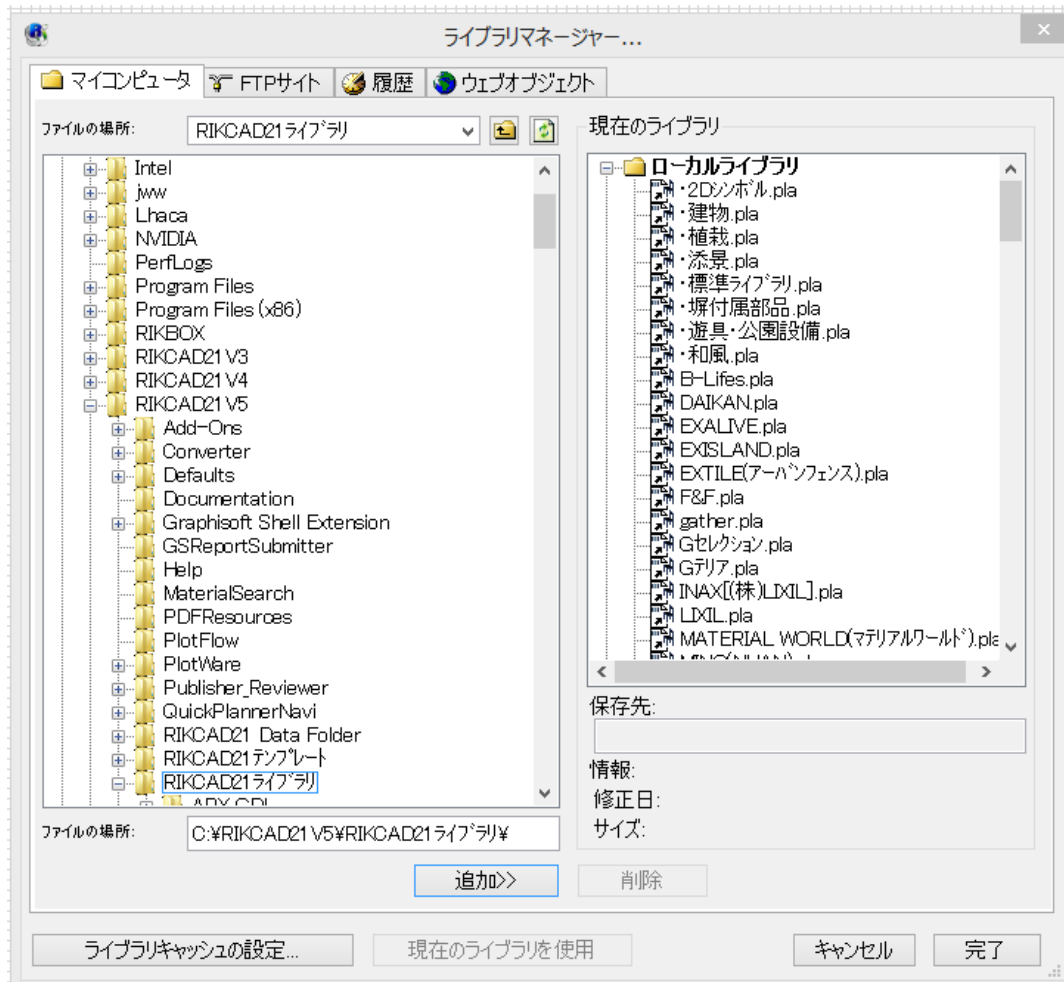 ライブラリマネージャー...
マイコンピュータ
FTPサイト
履歴
ウェブオブジェクト
ファイルの場所:
RIKCAD21ライブラリ
Intel
jww
Lhaca
NVIDIA
PerfLogs
Program Files
Program Files (x86)
RIKBOX
RIKCAD21 V3
RIKCAD21 V4
RIKCAD21 V5
Add-Ons
Converter
Defaults
Documentation
Graphisoft Shell Extension
GSReportSubmitter
Help
MaterialSearch
PDFResources
PlotFlow
PlotWare
Publisher_Reviewer
QuickPlannerNavi
RIKCAD21 Data Folder
RIKCAD21テンプレート
RIKCAD21ライブラリ
ファイルの場所:
C:¥RIKCAD21 V5¥RIKCAD21ライブラリ¥
現在のライブラリ
ローカルライブラリ
・2Dシンボル.pla
・建物.pla
・植栽.pla
・添景.pla
・標準ライブラリ.pla
・塀付属部品.pla
・遊具・公園設備.pla
・和風.pla
B-Lifes.pla
DAIKAN.pla
EXALIVE.pla
EXISLAND.pla
EXTILE(アーバンフェンス).pla
F&F.pla
gather.pla
Gセレクション.pla
Gテリア.pla
INAX[(株)LIXIL].pla
LIXIL.pla
MATERIAL WORLD(マテリアルワールド).pla
保存先:
情報:
修正日:
サイズ:
追加>>
削除
ライブラリキャッシュの設定...
現在のライブラリを使用
キャンセル
完了